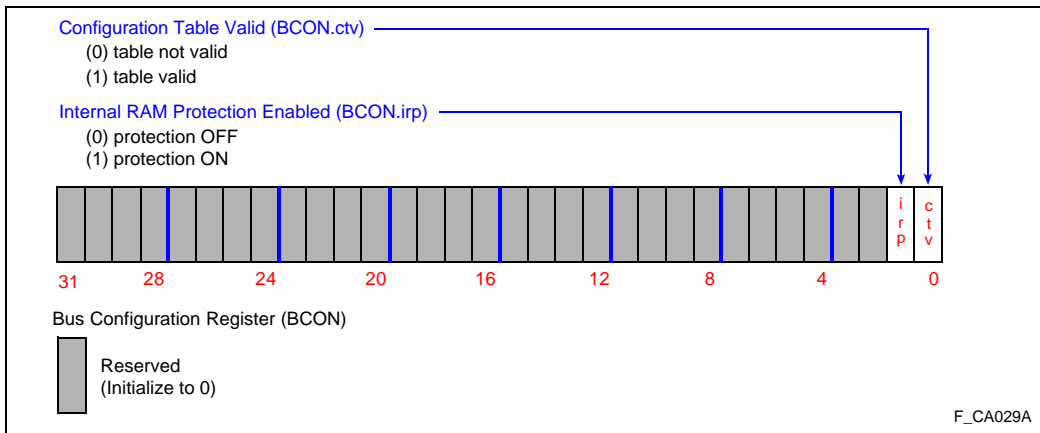 Configuration Table Valid (BCON.ctv)
(0) table not valid
(1) table valid
Internal RAM Protection Enabled (BCON.irp)
(0) protection OFF
(1) protection ON
irp ctv
31 28 24 20 16 12 8 4 0
Bus Configuration Register (BCON)
Reserved
(Initialize to 0)
F_CA029A